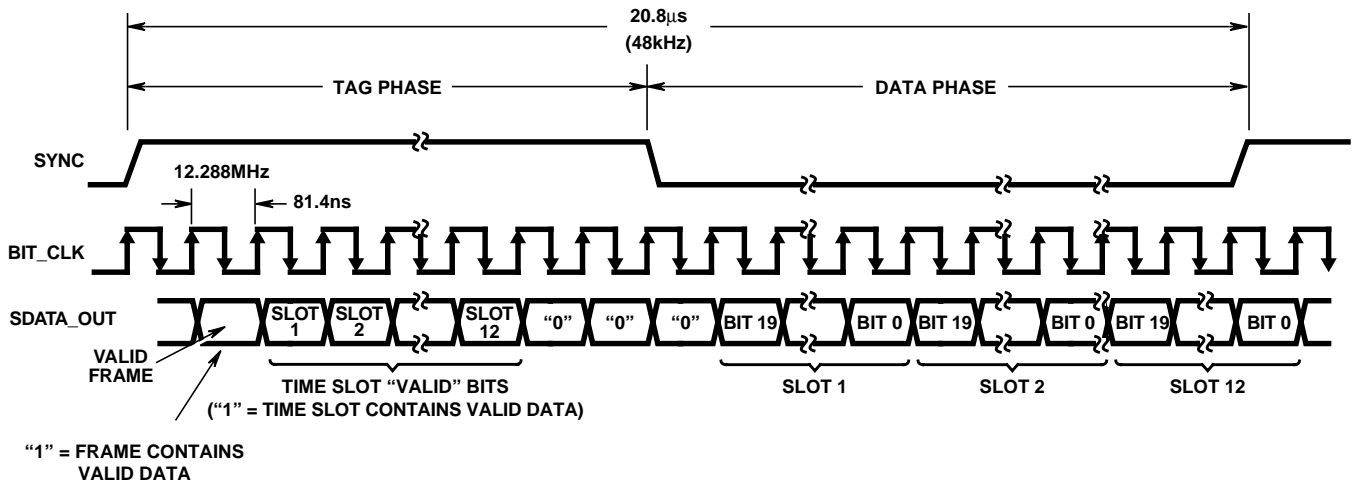 20.8μs
(48kHz)
TAG PHASE
DATA PHASE
SYNC
12.288MHz
81.4ns
BIT_CLK
SDATA_OUT
SLOT
1
SLOT
2
SLOT
12
“0”
“0”
“0”
BIT 19
BIT 0
BIT 19
BIT 0
BIT 19
BIT 0
VALID
FRAME
TIME SLOT “VALID” BITS
(“1” = TIME SLOT CONTAINS VALID DATA)
SLOT 1
SLOT 2
SLOT 12
“1” = FRAME CONTAINS
VALID DATA